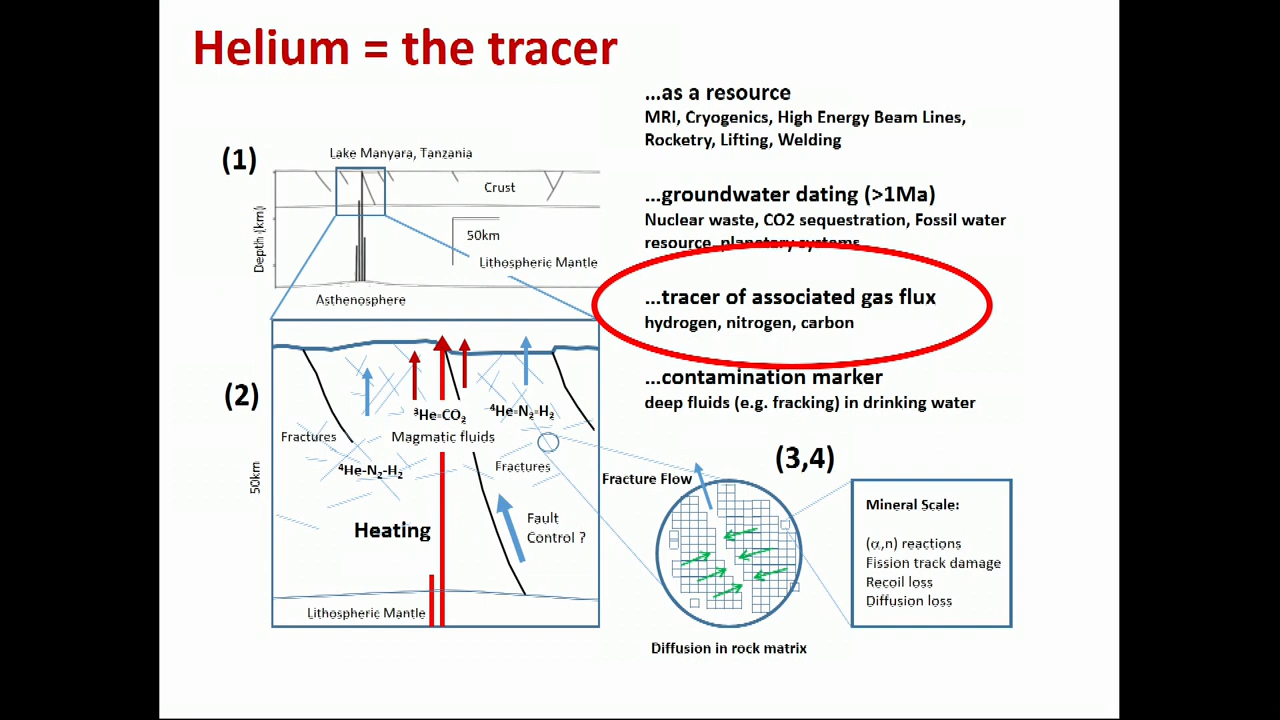 Helium = the tracer
...as a resource
MRI, Cryogenics, High Energy Beam Lines,
Rocketry, Lifting, Welding
...groundwater dating (>1Ma)
Nuclear waste, CO2 sequestration, Fossil water
resource, planetary systems
...tracer of associated gas flux
hydrogen, nitrogen, carbon
...contamination marker
deep fluids (e.g. fracking) in drinking water
(1)
Lake Manyara, Tanzania
Crust
Depth (km)
50km
Lithospheric Mantle
Asthenosphere
(2)
³He-CO₂
⁴He-N₂-H₂
Fractures
Magmatic fluids
⁴He-N₂-H₂
Fractures
50km
Heating
Fault
Control ?
Lithospheric Mantle
(3,4)
Fracture Flow
Diffusion in rock matrix
Mineral Scale:
(α,n) reactions
Fission track damage
Recoil loss
Diffusion loss